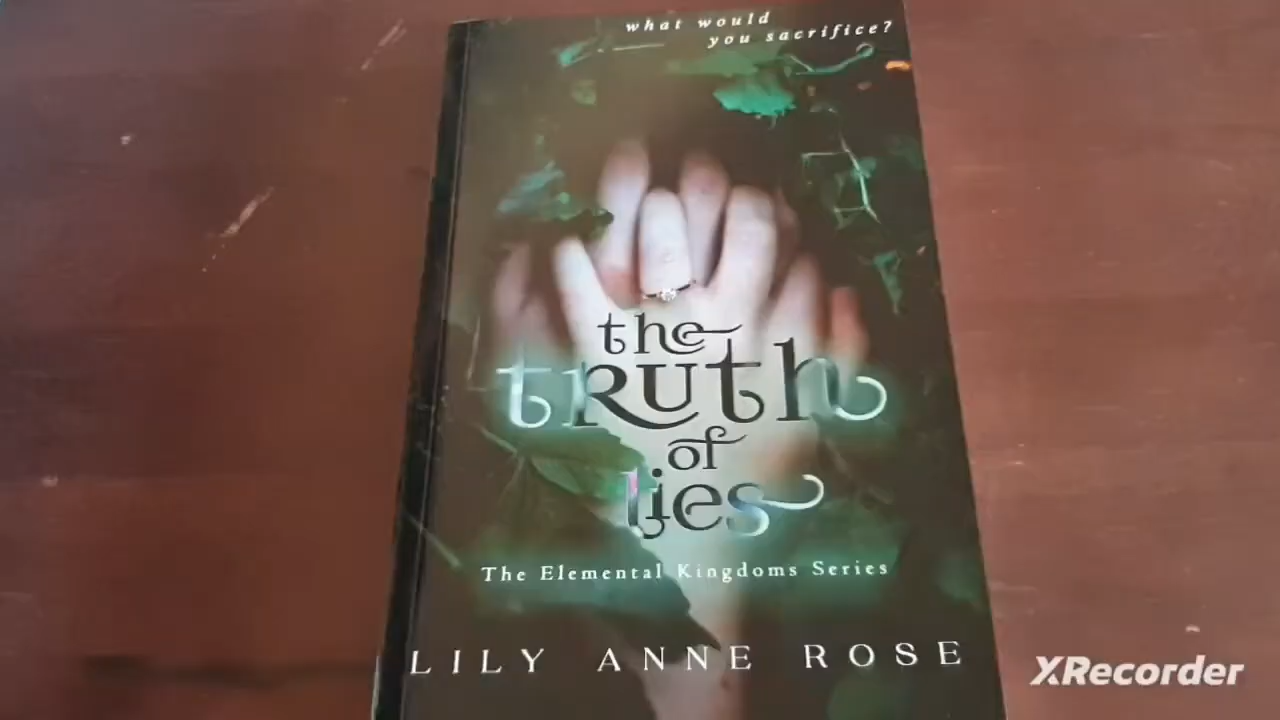 what would
you sacrifice?
the
tRuth
of
lies
The Elemental Kingdoms Series
LILY ANNE ROSE
XRecorder